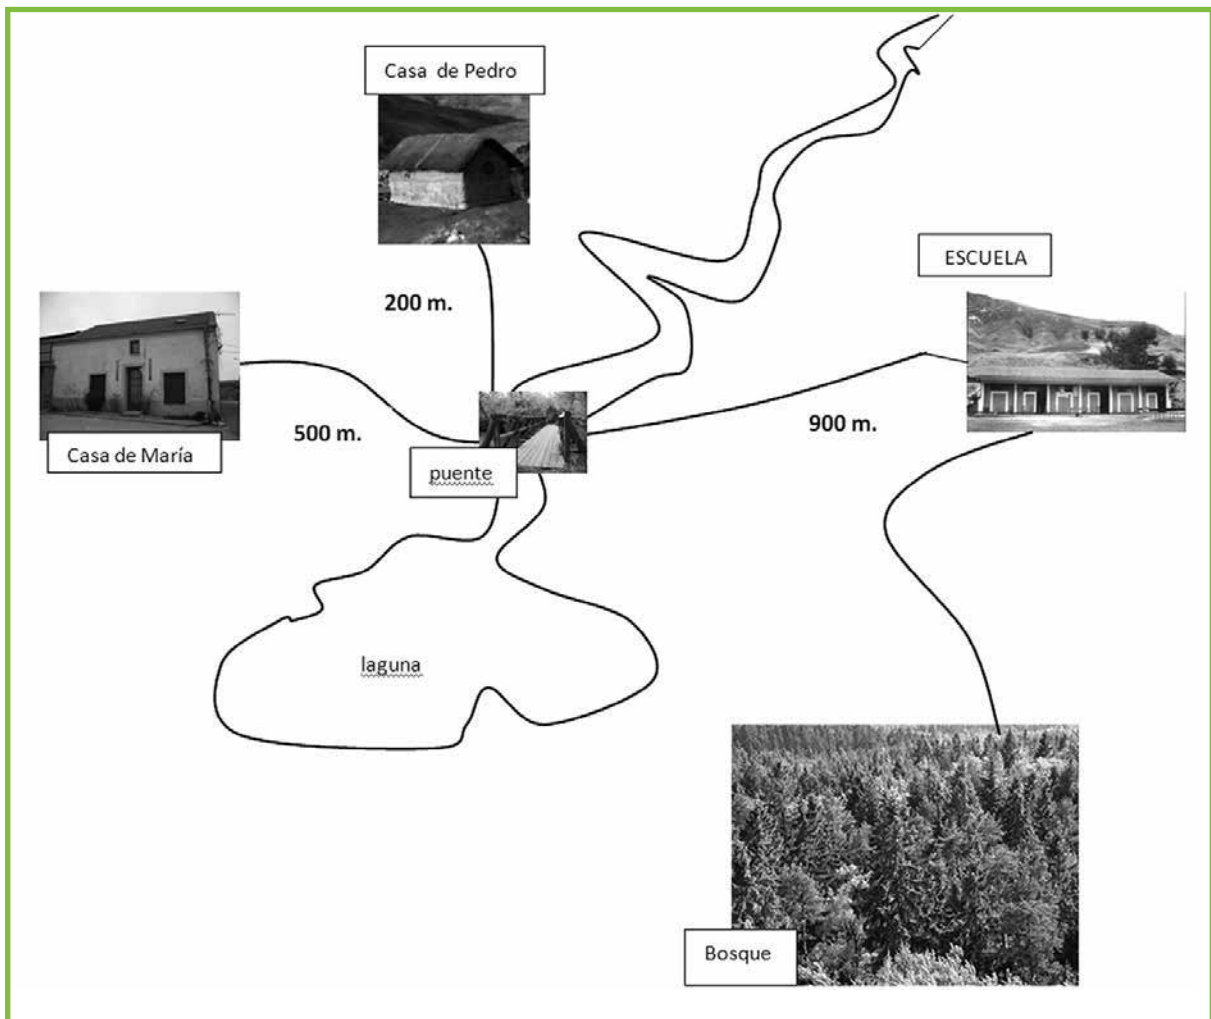 Casa de Pedro
ESCUELA
200 m.
500 m.
900 m.
Casa de María
puente
laguna
Bosque